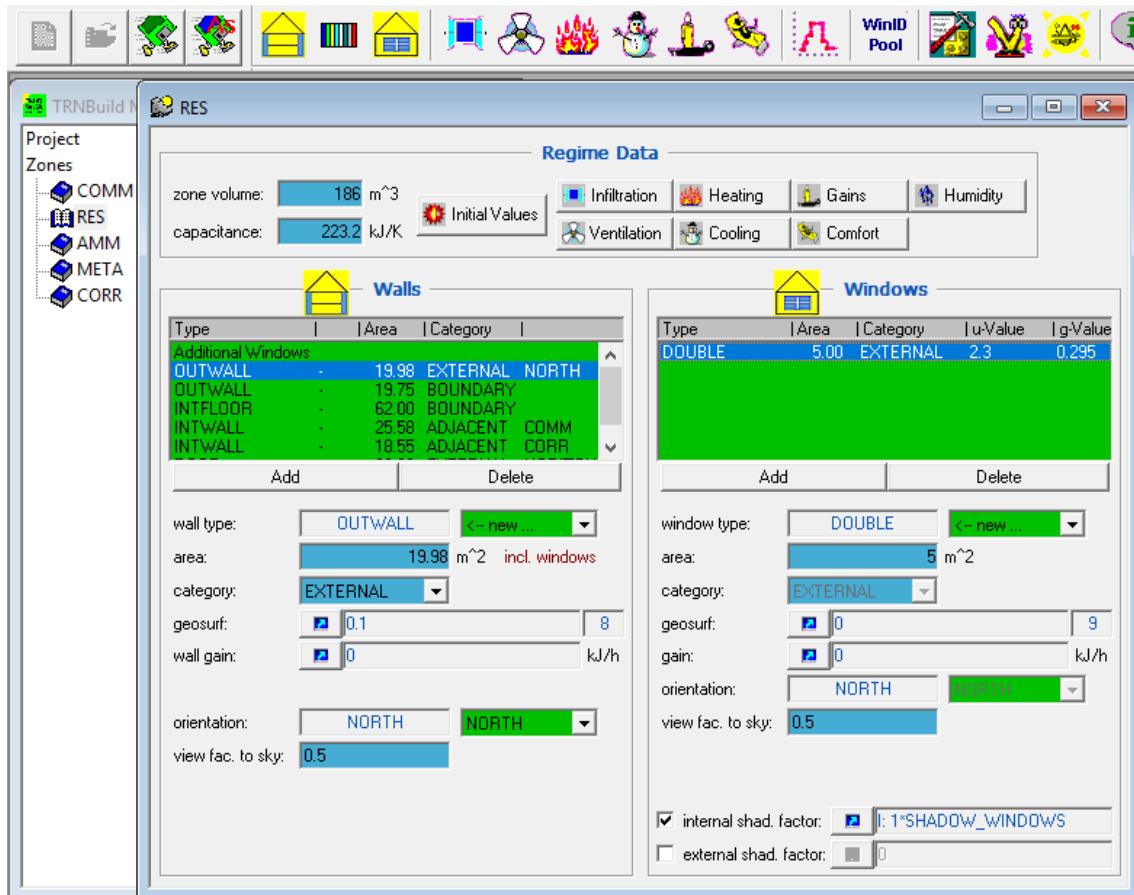 WinID
Pool
TRNBuild M
RES
Project
Zones
COMM
RES
AMM
META
CORR
Regime Data
zone volume: 186 m^3
capacitance: 223.2 kJ/K
Initial Values
Infiltration Heating Gains Humidity
Ventilation Cooling Comfort
Walls
Type | | Area | Category |
Additional Windows
OUTWALL - 19.98 EXTERNAL NORTH
OUTWALL - 19.75 BOUNDARY
INTFLOOR - 62.00 BOUNDARY
INTWALL - 25.58 ADJACENT COMM
INTWALL - 18.55 ADJACENT CORR
Add Delete
wall type: OUTWALL <-- new ...
area: 19.98 m^2 incl. windows
category: EXTERNAL
geosurf: 0.1 8
wall gain: 0 kJ/h
orientation: NORTH NORTH
view fac. to sky: 0.5
Windows
Type | Area | Category | u-Value | g-Value
DOUBLE 5.00 EXTERNAL 2.3 0.295
Add Delete
window type: DOUBLE <-- new ...
area: 5 m^2
category: EXTERNAL
geosurf: 0 9
gain: 0 kJ/h
orientation: NORTH NORTH
view fac. to sky: 0.5
internal shad. factor: I: 1*SHADOW_WINDOWS
external shad. factor: 0